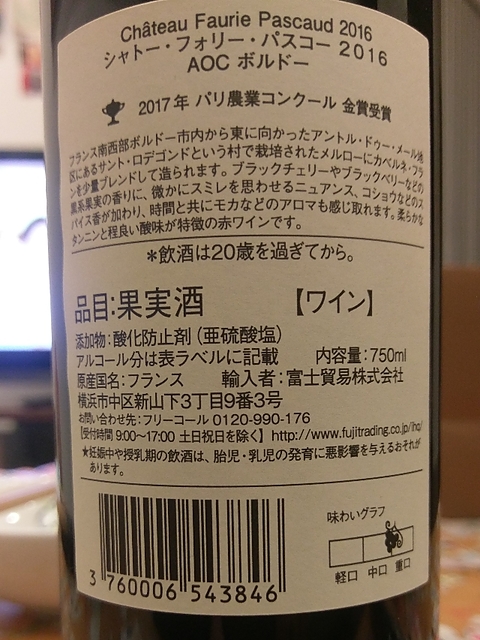 Château Faurie Pascaud 2016
シャトー・フォリー・パスコー 2016
AOC ボルドー
2017年 パリ農業コンクール 金賞受賞
フランス南西部ボルドー市内から東に向かったアントル・ドゥー・メール地
区にあるサント・ロデゴンドという村で栽培されたメルローにカベルネ・フラ
ンを少量ブレンドして造られます。ブラックチェリーやブラックベリーなどの
黒系果実の香りに、微かにスミレを思わせるニュアンス、コショウなどのス
パイス香が加わり、時間と共にモカなどのアロマも感じ取れます。柔らかな
タンニンと程良い酸味が特徴の赤ワインです。
＊飲酒は20歳を過ぎてから。
品目:果実酒 【ワイン】
添加物:酸化防止剤(亜硫酸塩)
アルコール分は表ラベルに記載 内容量:750ml
原産国名:フランス 輸入者:富士貿易株式会社
横浜市中区新山下3丁目9番3号
お問い合わせ先:フリーコール 0120-990-176
【受付時間 9:00〜17:00 土日祝日を除く】 http://www.fujitrading.co.jp/lhq/
★妊娠中や授乳期の飲酒は、胎児・乳児の発育に悪影響を与えるおそれが
あります。
味わいグラフ
軽口 中口 重口
3 760006 543846